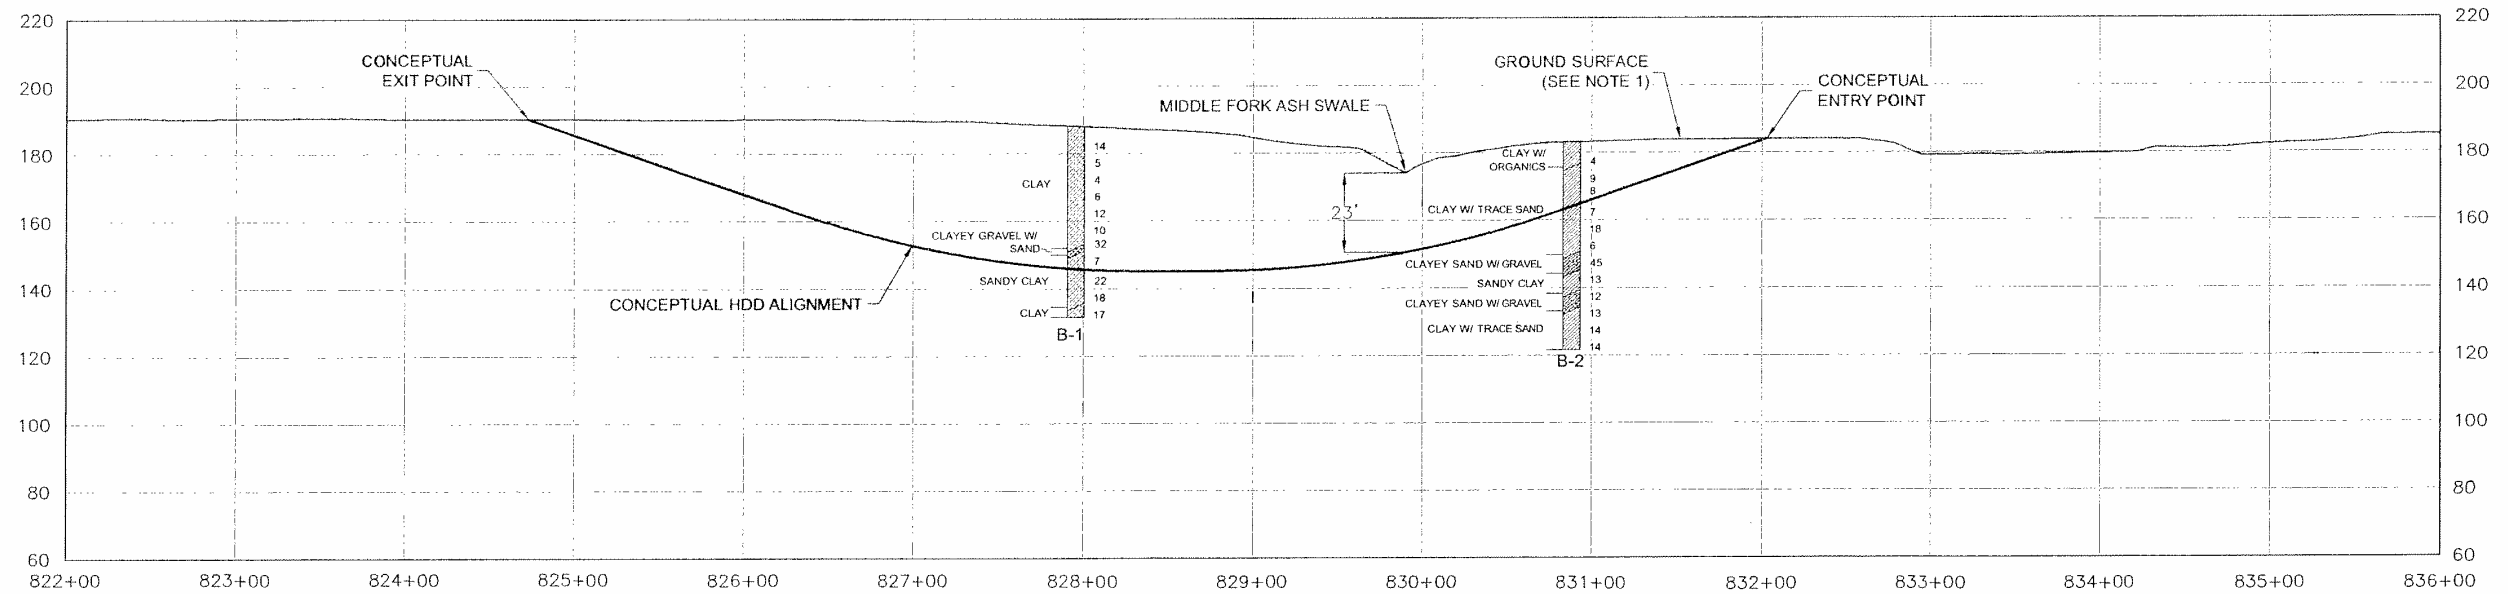 220
200
180
160
140
120
100
80
60
CONCEPTUAL
EXIT POINT
MIDDLE FORK ASH SWALE
GROUND SURFACE
(SEE NOTE 1)
CONCEPTUAL
ENTRY POINT
CLAY
CLAYEY GRAVEL W/
SAND
SANDY CLAY
CLAY
14
5
4
6
12
10
32
7
22
18
17
B-1
CONCEPTUAL HDD ALIGNMENT
23'
CLAY W/
ORGANICS
CLAY W/ TRACE SAND
CLAYEY SAND W/ GRAVEL
SANDY CLAY
CLAYEY SAND W/ GRAVEL
CLAY W/ TRACE SAND
4
9
8
7
18
6
45
13
12
13
14
14
B-2
220
200
180
160
140
120
100
80
60
822+00 823+00 824+00 825+00 826+00 827+00 828+00 829+00 830+00 831+00 832+00 833+00 834+00 835+00 836+00